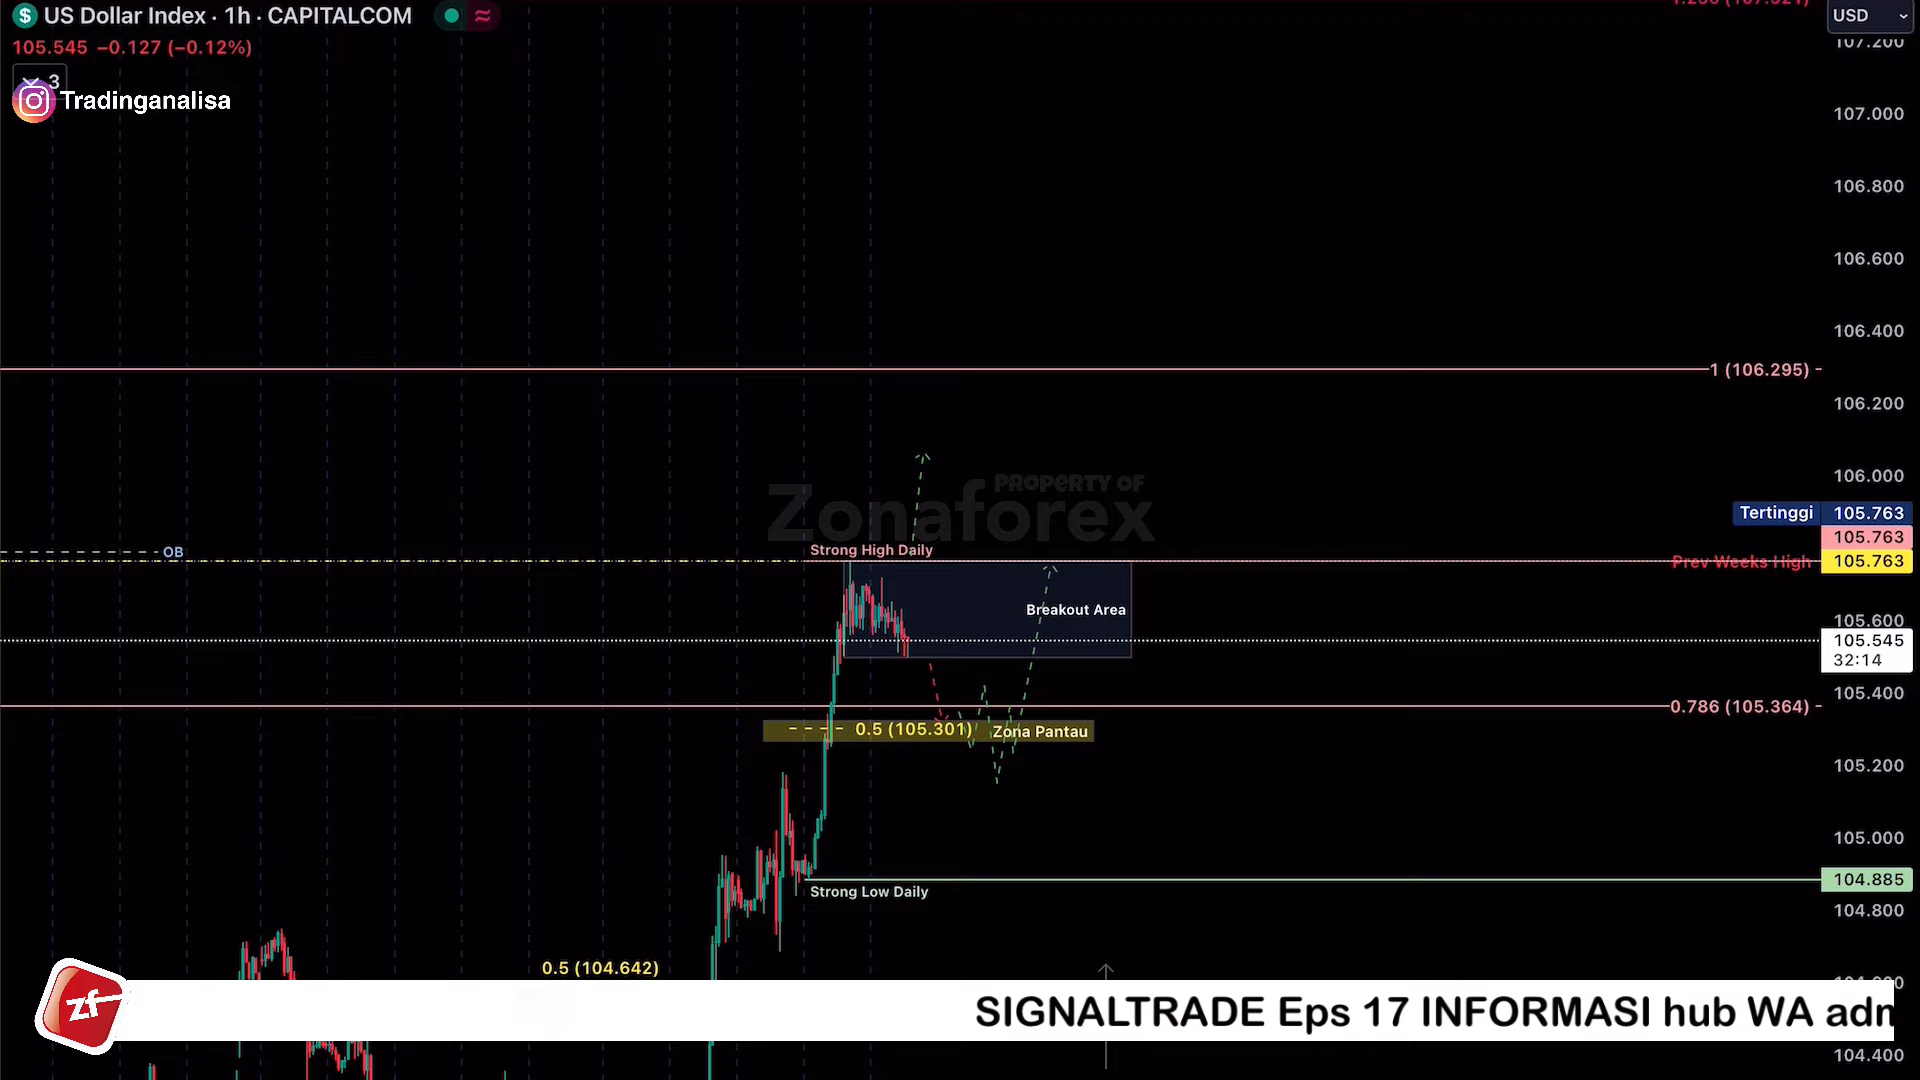 $ US Dollar Index · 1h · CAPITALCOM
105.545 −0.127 (−0.12%)
3
Tradinganalisa
USD
107.200
107.000
106.800
106.600
106.400
1 (106.295)
106.200
106.000
PROPERTY OF
Zonaforex
Tertinggi 105.763
105.763
OB
Strong High Daily
Prev Weeks High 105.763
Breakout Area
105.600
105.545
32:14
105.400
0.786 (105.364)
0.5 (105.301)
Zona Pantau
105.200
105.000
104.885
Strong Low Daily
104.800
0.5 (104.642)
zf
SIGNALTRADE Eps 17 INFORMASI hub WA
104.400